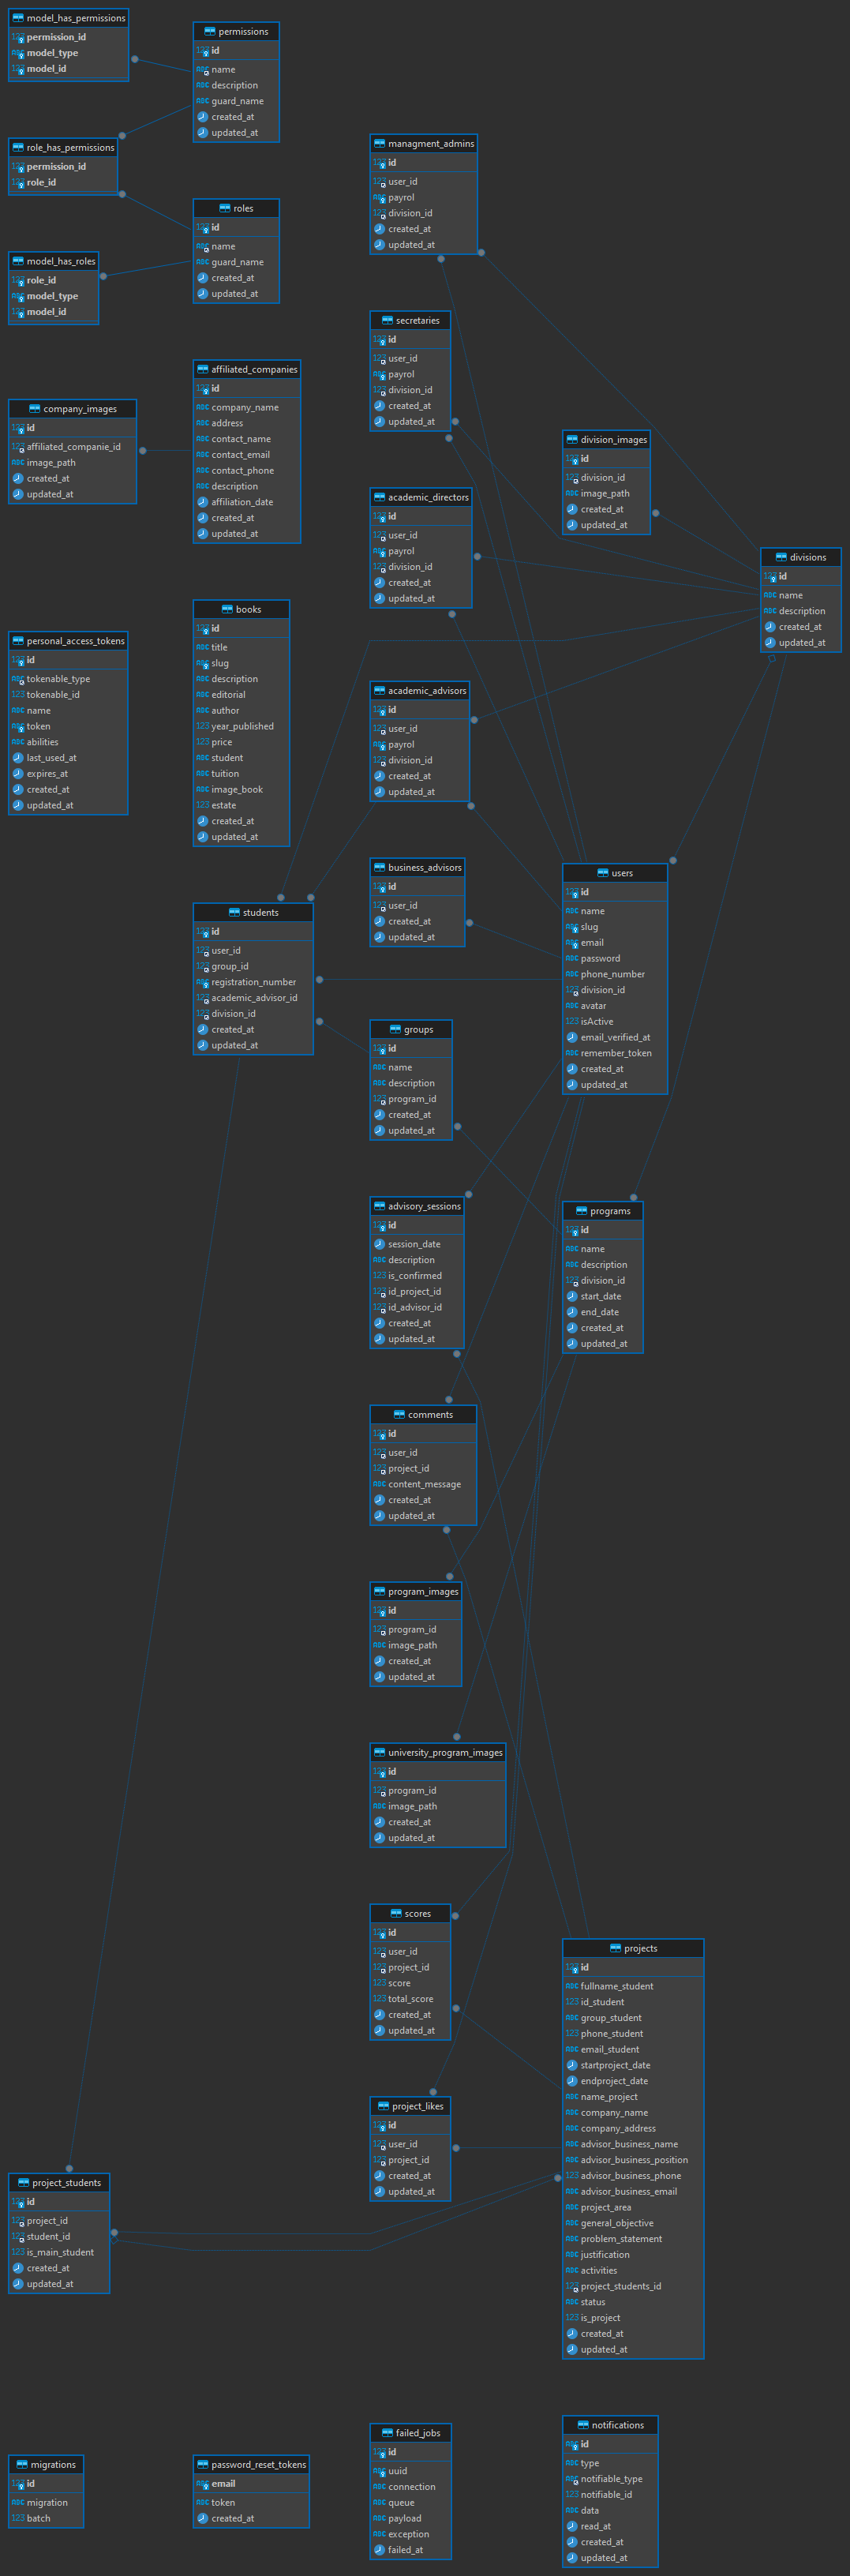 model_has_permissions
permission_id
model_type
model_id
permissions
id
name
description
guard_name
created_at
updated_at
role_has_permissions
permission_id
role_id
managment_admins
id
user_id
payrol
division_id
created_at
updated_at
roles
id
name
guard_name
created_at
updated_at
model_has_roles
role_id
model_type
model_id
secretaries
id
user_id
payrol
division_id
created_at
updated_at
affiliated_companies
id
company_name
address
contact_name
contact_email
contact_phone
description
affiliation_date
created_at
updated_at
company_images
id
affiliated_companie_id
image_path
created_at
updated_at
division_images
id
division_id
image_path
created_at
updated_at
academic_directors
id
user_id
payrol
division_id
created_at
updated_at
divisions
id
name
description
created_at
updated_at
books
id
title
slug
description
editorial
author
year_published
price
student
tuition
image_book
estate
created_at
updated_at
personal_access_tokens
id
tokenable_type
tokenable_id
name
token
abilities
last_used_at
expires_at
created_at
updated_at
academic_advisors
id
user_id
payrol
division_id
created_at
updated_at
business_advisors
id
user_id
created_at
updated_at
users
id
name
slug
email
password
phone_number
division_id
avatar
isActive
email_verified_at
remember_token
created_at
updated_at
students
id
user_id
group_id
registration_number
academic_advisor_id
division_id
created_at
updated_at
groups
id
name
description
program_id
created_at
updated_at
advisory_sessions
id
session_date
description
is_confirmed
id_project_id
id_advisor_id
created_at
updated_at
programs
id
name
description
division_id
start_date
end_date
created_at
updated_at
comments
id
user_id
project_id
content_message
created_at
updated_at
program_images
id
program_id
image_path
created_at
updated_at
university_program_images
id
program_id
image_path
created_at
updated_at
scores
id
user_id
project_id
score
total_score
created_at
updated_at
projects
id
fullname_student
id_student
group_student
phone_student
email_student
startproject_date
endproject_date
name_project
company_name
company_address
advisor_business_name
advisor_business_position
advisor_business_phone
advisor_business_email
project_area
general_objective
problem_statement
justification
activities
project_students_id
status
is_project
created_at
updated_at
project_likes
id
user_id
project_id
created_at
updated_at
project_students
id
project_id
student_id
is_main_student
created_at
updated_at
migrations
id
migration
batch
password_reset_tokens
email
token
created_at
failed_jobs
id
uuid
connection
queue
payload
exception
failed_at
notifications
id
type
notifiable_type
notifiable_id
data
read_at
created_at
updated_at